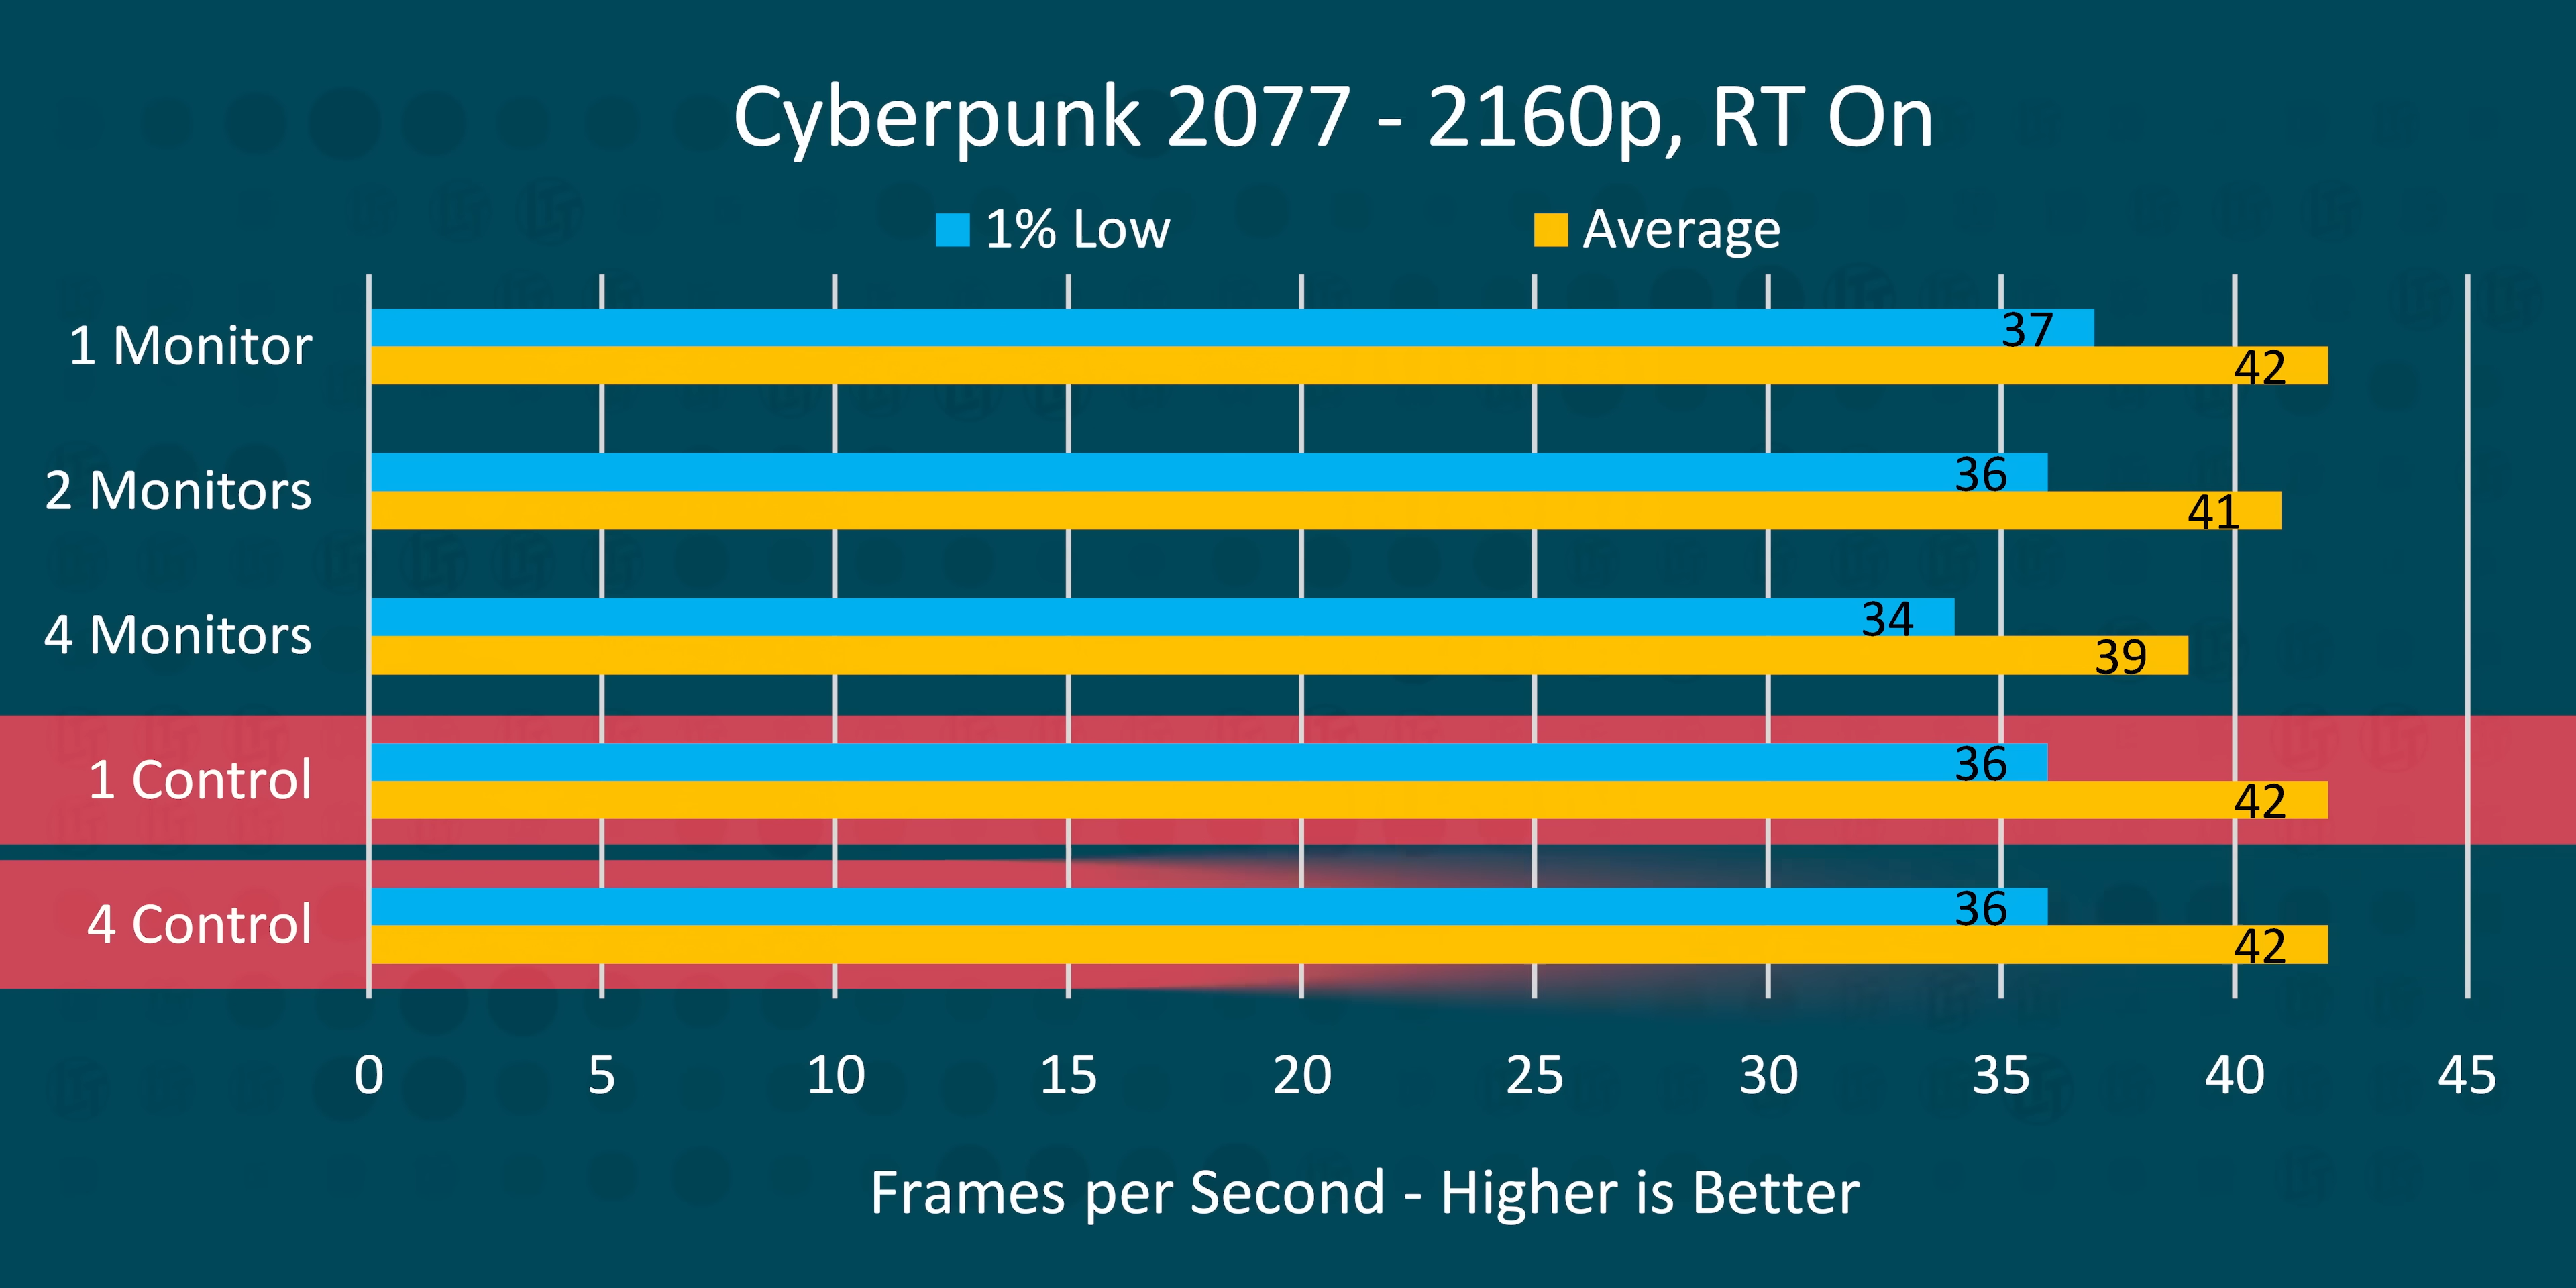 Cyberpunk 2077 - 2160p, RT On
1% Low Average
1 Monitor 37
42
2 Monitors 36
41
4 Monitors 34
39
1 Control 36
42
4 Control 36
42
0 5 10 15 20 25 30 35 40 45
Frames per Second - Higher is Better